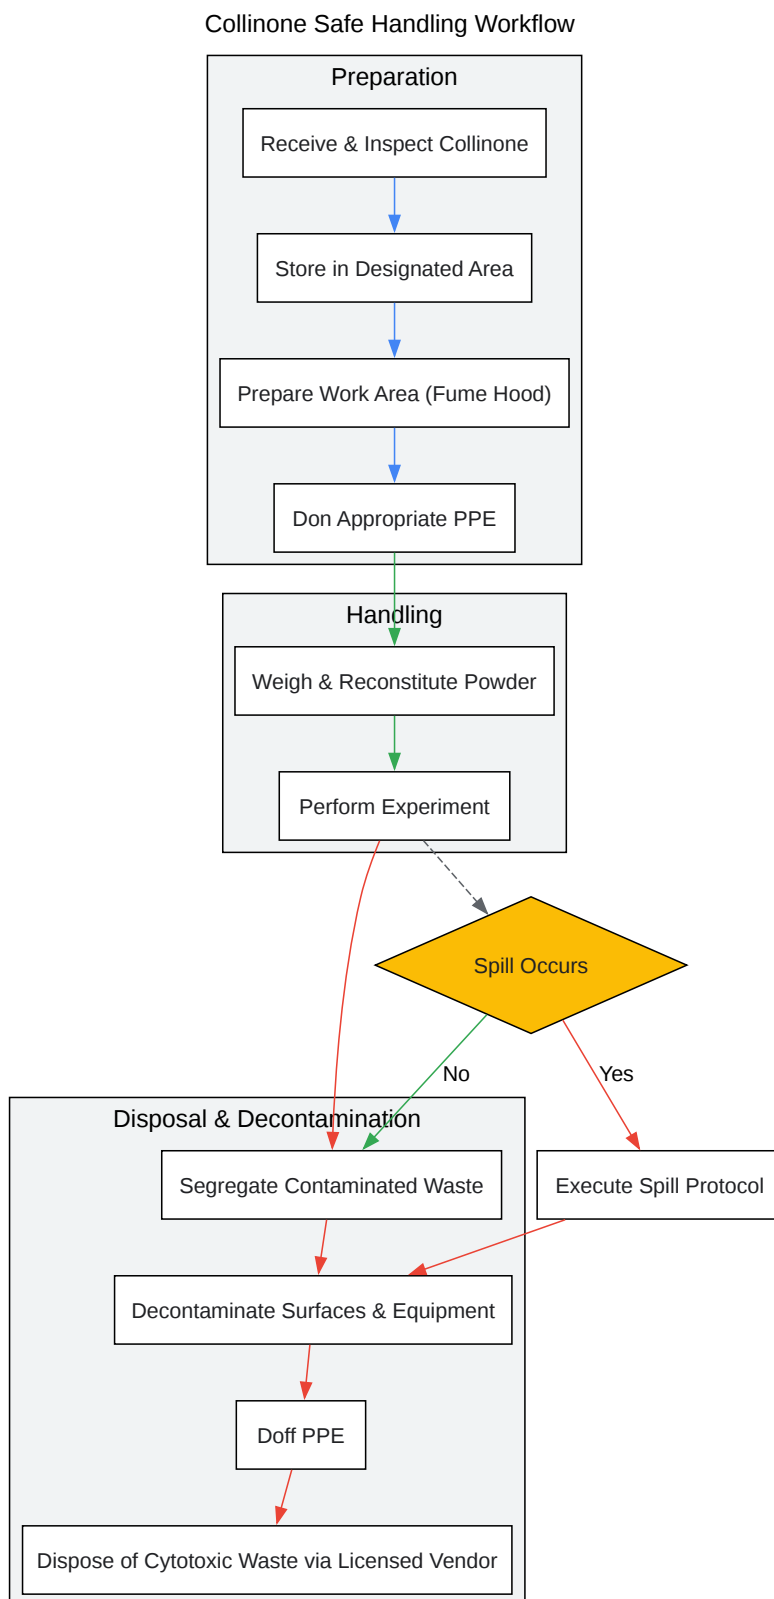 Collinone Safe Handling Workflow
Preparation
Receive & Inspect Collinone
Store in Designated Area
Prepare Work Area (Fume Hood)
Don Appropriate PPE
Handling
Weigh & Reconstitute Powder
Perform Experiment
Spill Occurs
No
Yes
Disposal & Decontamination
Segregate Contaminated Waste
Execute Spill Protocol
Decontaminate Surfaces & Equipment
Doff PPE
Dispose of Cytotoxic Waste via Licensed Vendor